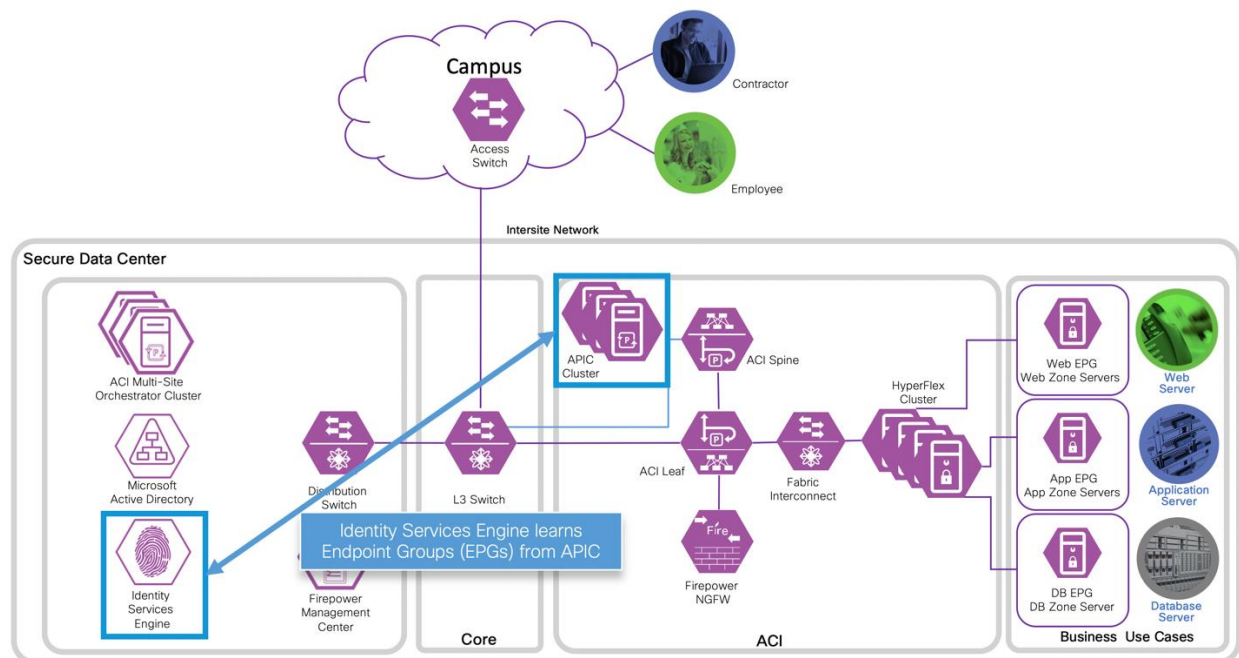 Campus
Access
Switch
Contractor
Employee
Intersite Network
Secure Data Center
ACI Multi-Site
Orchestrator Cluster
Microsoft
Active Directory
Identity
Services
Engine
Distribution
Switch
Firepower
Management
Center
L3 Switch
Core
Identity Services Engine learns
Endpoint Groups (EPGs) from APIC
APIC
Cluster
P
ACI Spine
P
ACI Leaf
P
Fire
Firepower
NGFW
Fabric
Interconnect
HyperFlex
Cluster
ACI
Web EPG
Web Zone Servers
Web
Server
App EPG
App Zone Servers
Application
Server
DB EPG
DB Zone Server
Database
Server
Business Use Cases